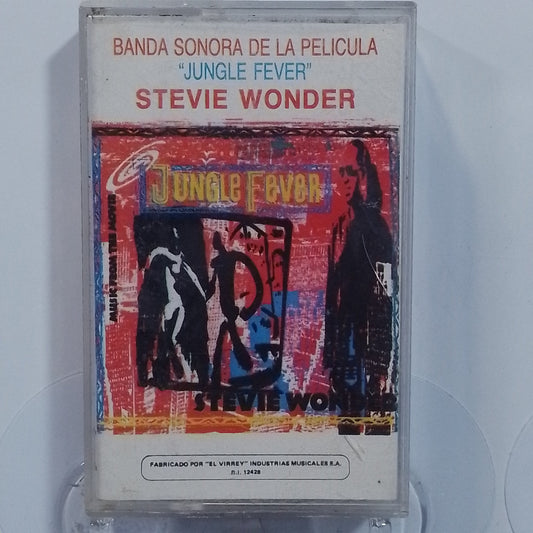 BANDA SONORA DE LA PELICULA
"JUNGLE FEVER"
STEVIE WONDER
JUNGLE FEVER
MUSIC FROM THE MOVIE
STEVIE WONDER
FABRICADO POR "EL VIRREY" INDUSTRIAS MUSICALES S.A.
R.I. 12428